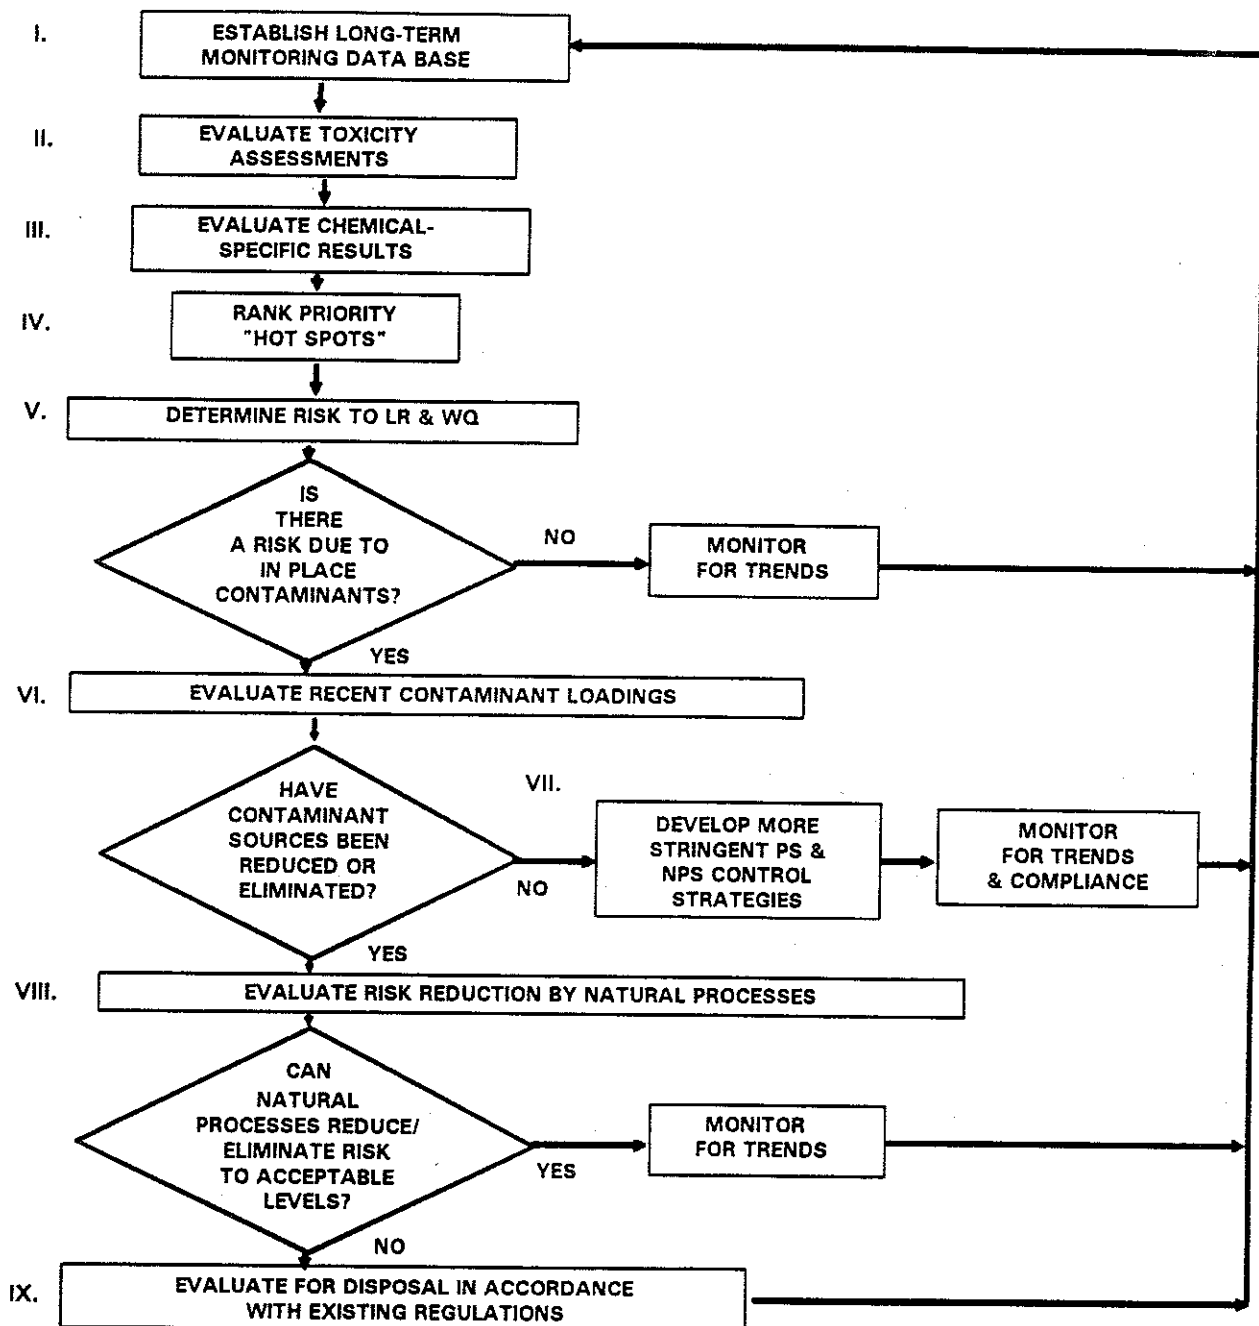 I.
ESTABLISH LONG-TERM
MONITORING DATA BASE
II.
EVALUATE TOXICITY
ASSESSMENTS
III.
EVALUATE CHEMICAL-
SPECIFIC RESULTS
IV.
RANK PRIORITY
"HOT SPOTS"
V.
DETERMINE RISK TO LR & WQ
IS
THERE
A RISK DUE TO
IN PLACE
CONTAMINANTS?
NO
MONITOR
FOR TRENDS
YES
VI.
EVALUATE RECENT CONTAMINANT LOADINGS
HAVE
CONTAMINANT
SOURCES BEEN
REDUCED OR
ELIMINATED?
NO
VII.
DEVELOP MORE
STRINGENT PS &
NPS CONTROL
STRATEGIES
MONITOR
FOR TRENDS
& COMPLIANCE
YES
VIII.
EVALUATE RISK REDUCTION BY NATURAL PROCESSES
CAN
NATURAL
PROCESSES REDUCE/
ELIMINATE RISK
TO ACCEPTABLE
LEVELS?
YES
MONITOR
FOR TRENDS
NO
IX.
EVALUATE FOR DISPOSAL IN ACCORDANCE
WITH EXISTING REGULATIONS